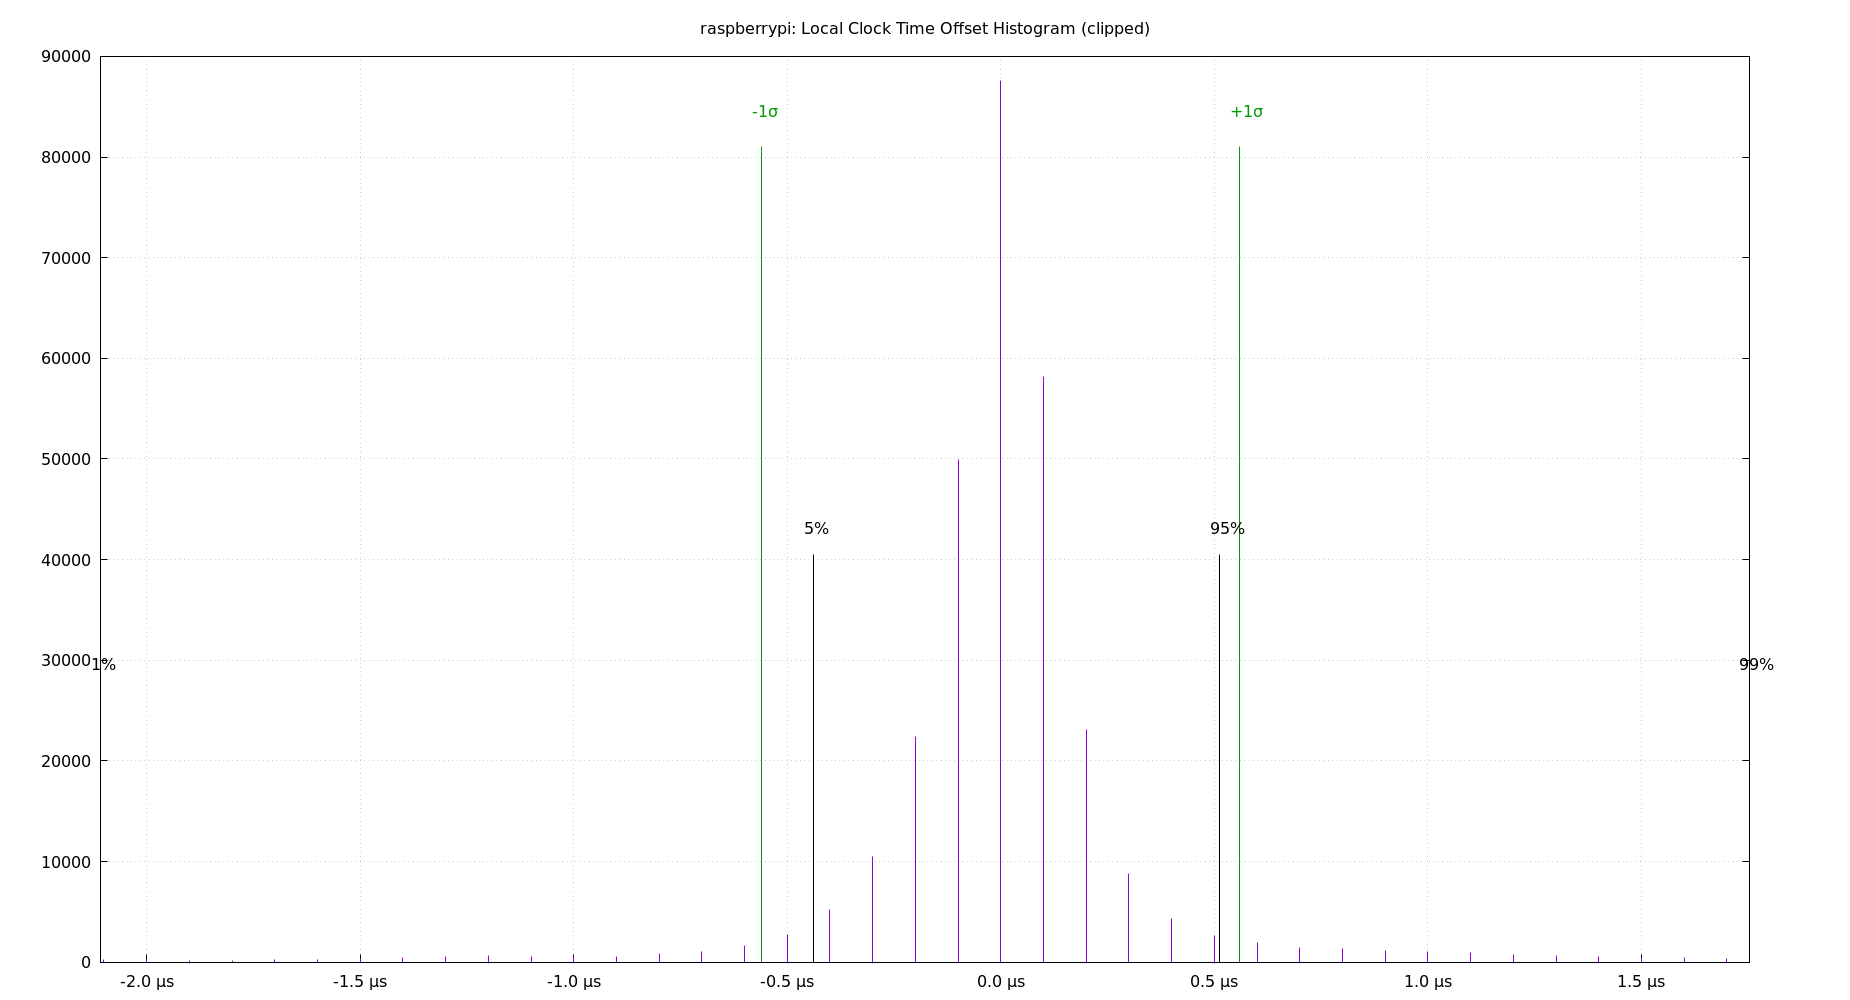 raspberrypi: Local Clock Time Offset Histogram (clipped)
90000
-1σ +1σ
80000
70000
60000
50000
5% 95%
40000
30000 1% 99%
20000
10000
0
-2.0 µs -1.5 µs -1.0 µs -0.5 µs 0.0 µs 0.5 µs 1.0 µs 1.5 µs